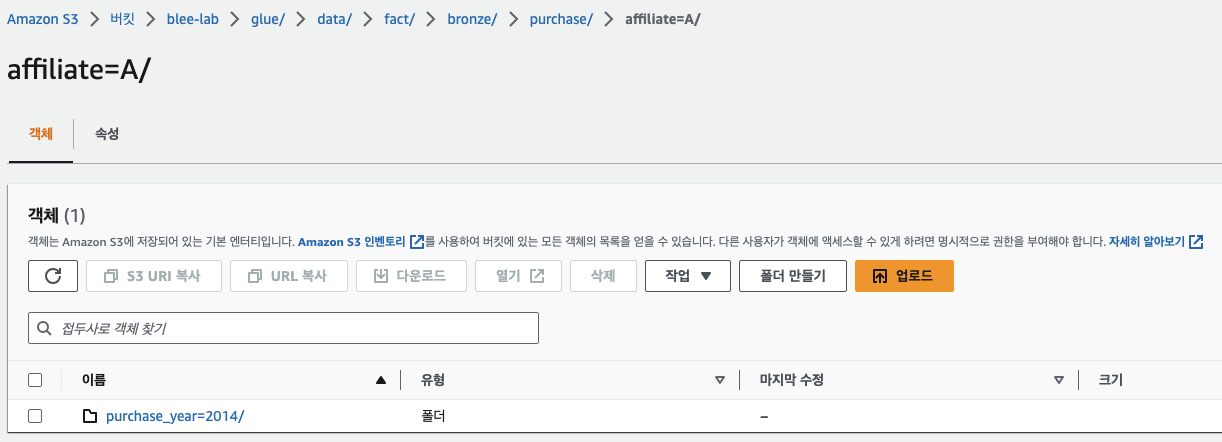 Amazon S3 > 버킷 > blee-lab > glue/ > data/ > fact/ > bronze/ > purchase/ > affiliate=A/
affiliate=A/
객체 속성
객체 (1)
객체는 Amazon S3에 저장되어 있는 기본 엔터티입니다. Amazon S3 인벤토리를 사용하여 버킷에 있는 모든 객체의 목록을 얻을 수 있습니다. 다른 사용자가 객체에 액세스할 수 있게 하려면 명시적으로 권한을 부여해야 합니다. 자세히 알아보기
S3 URI 복사 URL 복사 다운로드 열기 삭제 작업 폴더 만들기 업로드
접두사로 객체 찾기
이름 유형 마지막 수정 크기
purchase_year=2014/ 폴더 –